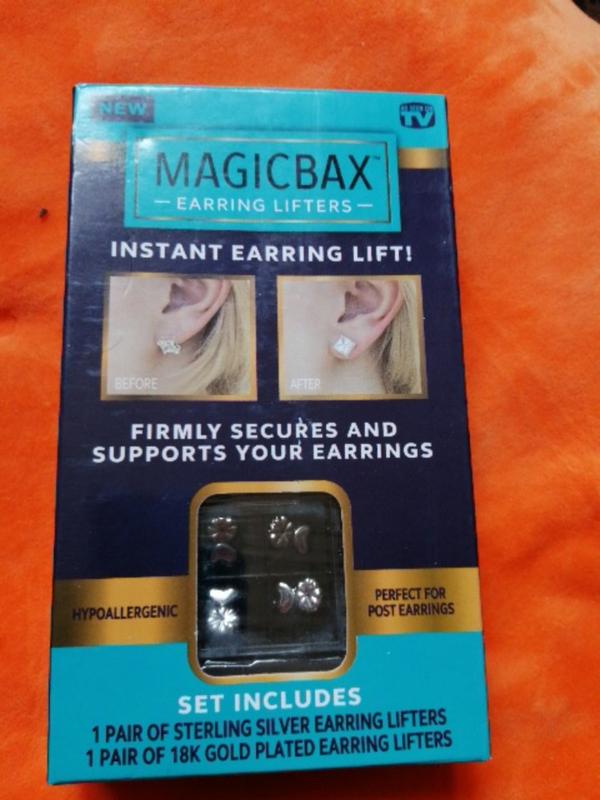 NEW
AS SEEN ON
TV
MAGICBAX™
— EARRING LIFTERS —
INSTANT EARRING LIFT!
BEFORE
AFTER
FIRMLY SECURES AND
SUPPORTS YOUR EARRINGS
HYPOALLERGENIC
PERFECT FOR
POST EARRINGS
SET INCLUDES
1 PAIR OF STERLING SILVER EARRING LIFTERS
1 PAIR OF 18K GOLD PLATED EARRING LIFTERS